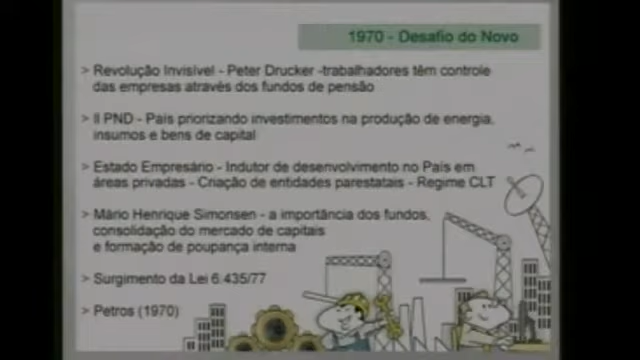 1970 - Desafio do Novo
> Revolução Invisível - Peter Drucker -trabalhadores têm controle
das empresas através dos fundos de pensão
> II PND - País priorizando investimentos na produção de energia,
insumos e bens de capital
> Estado Empresário - Indutor de desenvolvimento no País em
áreas privadas - Criação de entidades parestatais - Regime CLT
> Mário Henrique Simonsen - a importância dos fundos,
consolidação do mercado de capitais
e formação de poupança interna
> Surgimento da Lei 6.435/77
> Petros (1970)